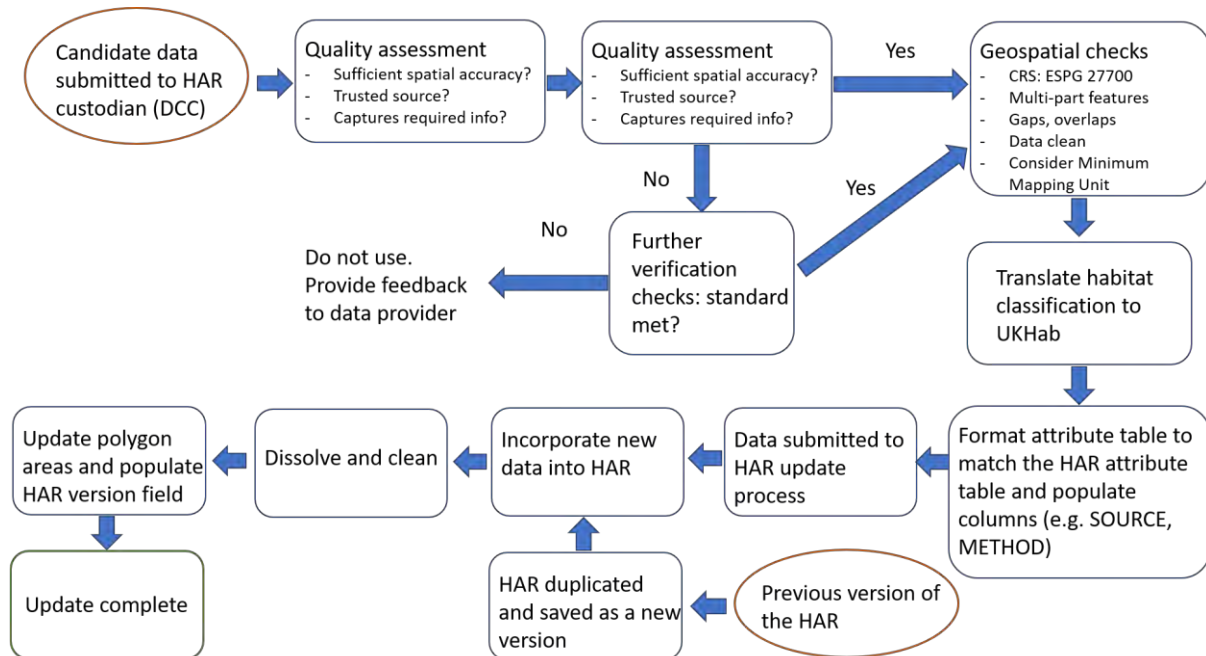 Candidate data
submitted to HAR
custodian (DCC)
Quality assessment
- Sufficient spatial accuracy?
- Trusted source?
- Captures required info?
Quality assessment
- Sufficient spatial accuracy?
- Trusted source?
- Captures required info?
Yes
Geospatial checks
- CRS: ESPG 27700
- Multi-part features
- Gaps, overlaps
- Data clean
- Consider Minimum
Mapping Unit
No
Yes
No
Further
verification
checks: standard
met?
Do not use.
Provide feedback
to data provider
Translate habitat
classification to
UKHab
Update polygon
areas and populate
HAR version field
Dissolve and clean
Incorporate new
data into HAR
Data submitted to
HAR update
process
Format attribute table to
match the HAR attribute
table and populate
columns (e.g. SOURCE,
METHOD)
Update complete
HAR duplicated
and saved as a new
version
Previous version of
the HAR